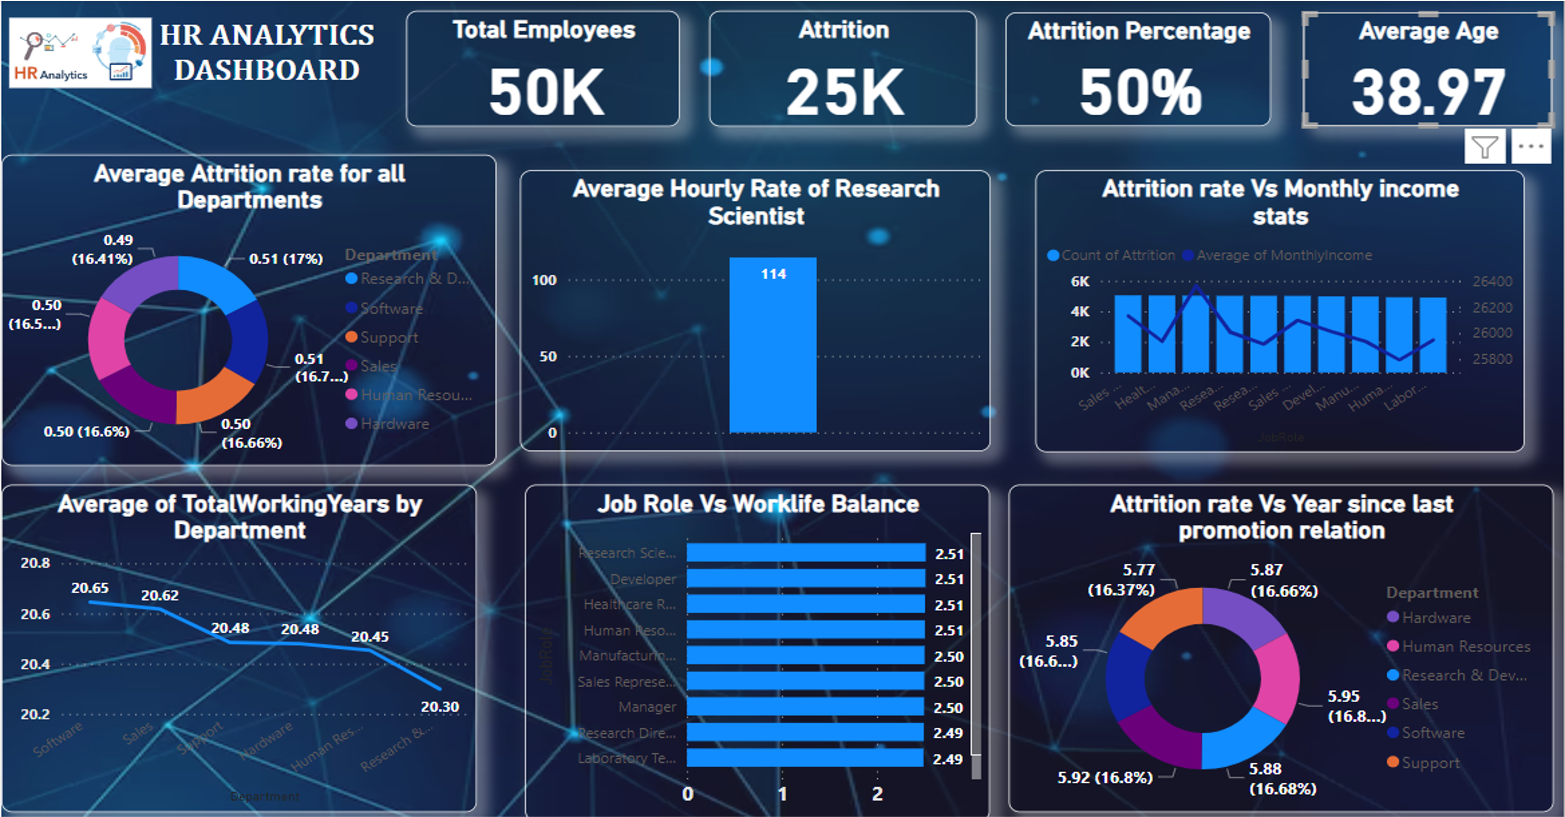 HR Analytics
HR ANALYTICS
DASHBOARD
Total Employees
50K
Attrition
25K
Attrition Percentage
50%
Average Age
38.97
Average Attrition rate for all
Departments
0.49
(16.41%)
0.51 (17%)
0.50
(16.5...)
0.51
(16.7...)
0.50 (16.6%)
0.50
(16.66%)
Department
Research & D...
Software
Support
Sales
Human Resou...
Hardware
Average Hourly Rate of Research
Scientist
100
50
0
114
Attrition rate Vs Monthly income
stats
Count of Attrition
Average of MonthlyIncome
6K
4K
2K
0K
26400
26200
26000
25800
Sales ...
Healt...
Mana...
Resea...
Resea...
Sales ...
Devel...
Manu...
Huma...
Labor...
JobRole
Average of TotalWorkingYears by
Department
20.8
20.6
20.4
20.2
20.65
20.62
20.48
20.48
20.45
20.30
Software
Sales
Support
Hardware
Human Res...
Research &...
Department
Job Role Vs Worklife Balance
JobRole
Research Scie... 2.51
Developer 2.51
Healthcare R... 2.51
Human Reso... 2.51
Manufacturin... 2.50
Sales Represe... 2.50
Manager 2.50
Research Dire... 2.49
Laboratory Te... 2.49
0 1 2
Attrition rate Vs Year since last
promotion relation
5.77
(16.37%)
5.87
(16.66%)
5.85
(16.6...)
5.95
(16.8...)
5.92 (16.8%)
5.88
(16.68%)
Department
Hardware
Human Resources
Research & Dev...
Sales
Software
Support